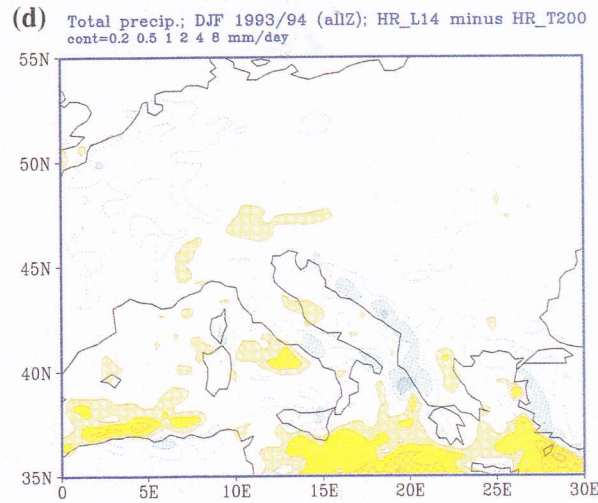 (d) Total precip.; DJF 1993/94 (allZ); HR_L14 minus HR_T200
cont=0.2 0.5 1 2 4 8 mm/day
55N
50N
45N
40N
35N
0 5E 10E 15E 20E 25E 30E